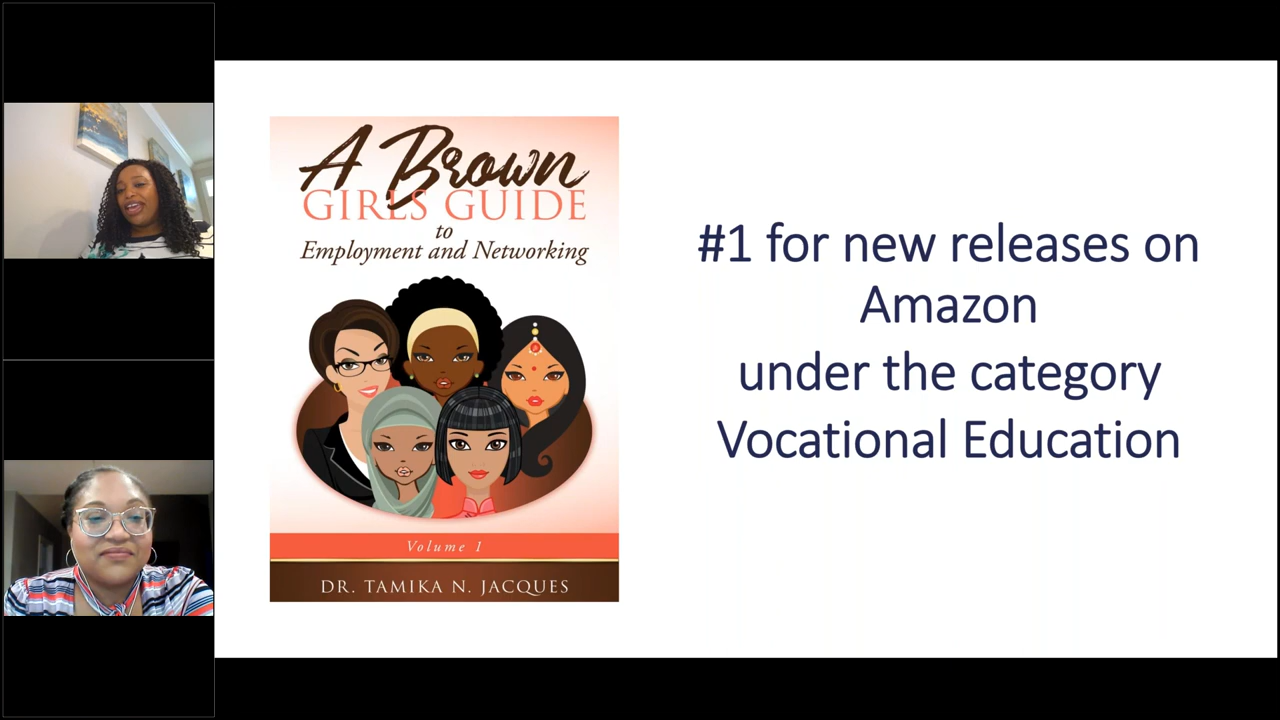 A Brown
GIRLS GUIDE
to
Employment and Networking
Volume 1
DR. TAMIKA N. JACQUES
#1 for new releases on
Amazon
under the category
Vocational Education